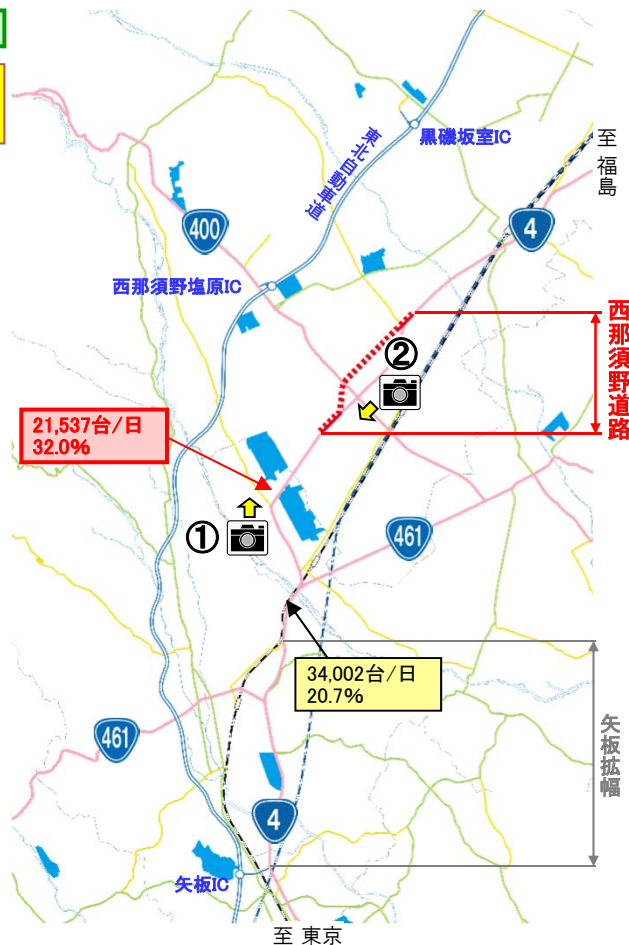 黒磯坂室IC
至 福島
東北自動車道
400
4
西那須野塩原IC
西那須野道路
②
21,537台/日
32.0%
①
461
34,002台/日
20.7%
461
矢板拡幅
4
矢板IC
至 東京